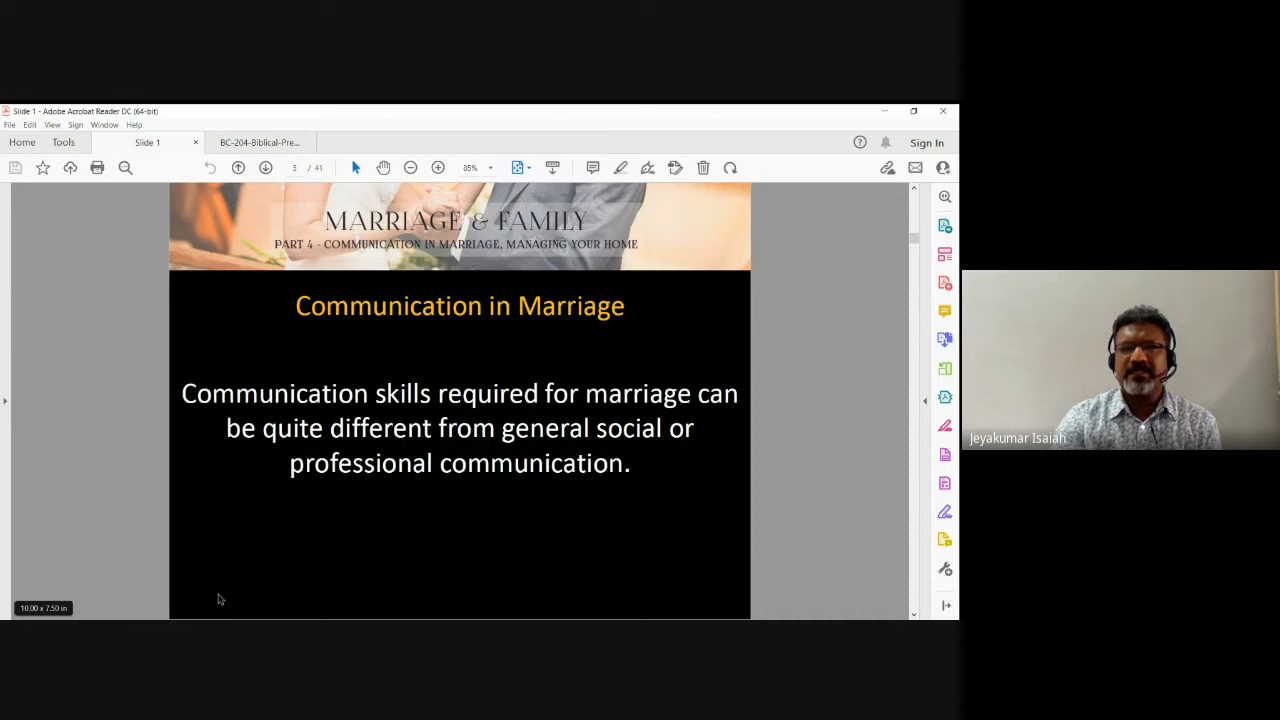 Slide 1 - Adobe Acrobat Reader DC (64-bit)
File Edit View Sign Window Help
Home Tools Slide 1 × BC-204-Biblical-Pre... Sign In
5 / 41 85%
MARRIAGE & FAMILY
PART 4 - COMMUNICATION IN MARRIAGE, MANAGING YOUR HOME
Communication in Marriage
Communication skills required for marriage can
be quite different from general social or
professional communication.
10.00 x 7.50 in
Jeyakumar Isaiah